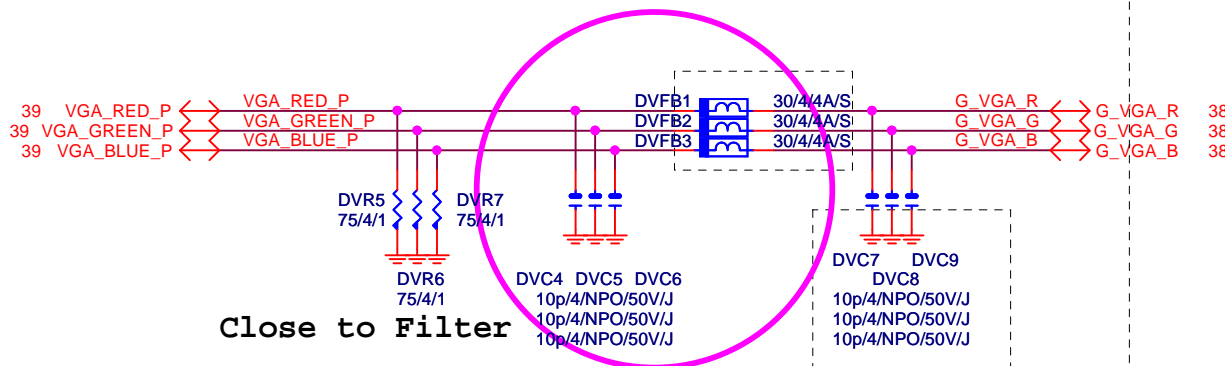 39 VGA_RED_P VGA_RED_P DVFB1 30/4/4A/S G_VGA_R G_VGA_R 38
39 VGA_GREEN_P VGA_GREEN_P DVFB2 30/4/4A/S G_VGA_G G_VGA_G 38
39 VGA_BLUE_P VGA_BLUE_P DVFB3 30/4/4A/S G_VGA_B G_VGA_B 38
DVR5 DVR7
75/4/1 75/4/1
DVC7 DVC9
DVR6 DVC4 DVC5 DVC6 DVC8
75/4/1 10p/4/NPO/50V/J 10p/4/NPO/50V/J
10p/4/NPO/50V/J 10p/4/NPO/50V/J
Close to Filter 10p/4/NPO/50V/J 10p/4/NPO/50V/J